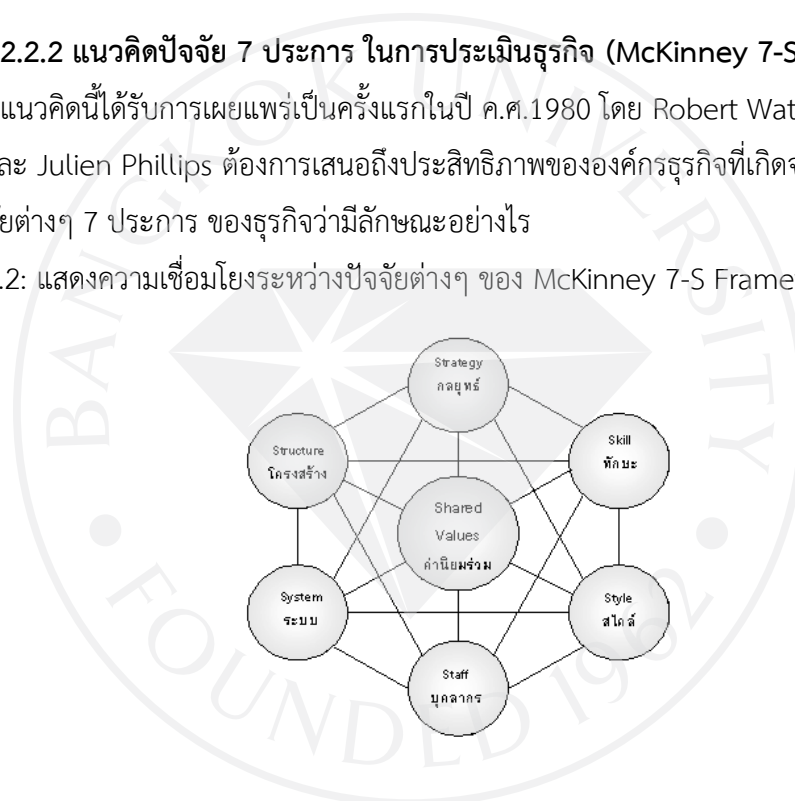 2.2.2 แนวคิดปัจจัย 7 ประการ ในการประเมินธุรกิจ (McKinney 7-S
แนวคิดนี้ได้รับการเผยแพร่เป็นครั้งแรกในปี ค.ศ.1980 โดย Robert Wat
ละ Julien Phillips ต้องการเสนอถึงประสิทธิภาพขององค์กรธุรกิจที่เกิดจ
ัยต่างๆ 7 ประการ ของธุรกิจว่ามีลักษณะอย่างไร
.2: แสดงความเชื่อมโยงระหว่างปัจจัยต่างๆ ของ McKinney 7-S Frame
Strategy
กลยุทธ์
Structure
โครงสร้าง
Skill
ทักษะ
Shared
Values
ค่านิยมร่วม
System
ระบบ
Style
สไตล์
Staff
บุคลากร
BANGKOK UNIVERSITY
FOUNDED 1962